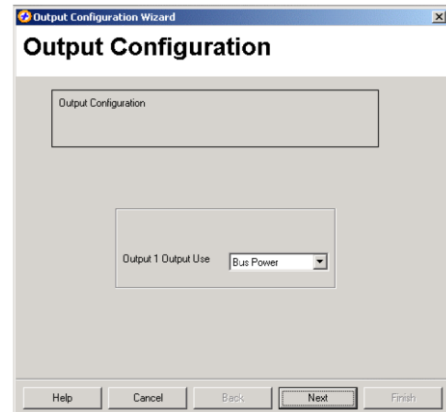 Output Configuration Wizard
Output Configuration
Output Configuration
Output 1 Output Use
Bus Power
Help
Cancel
Back
Next
Finish